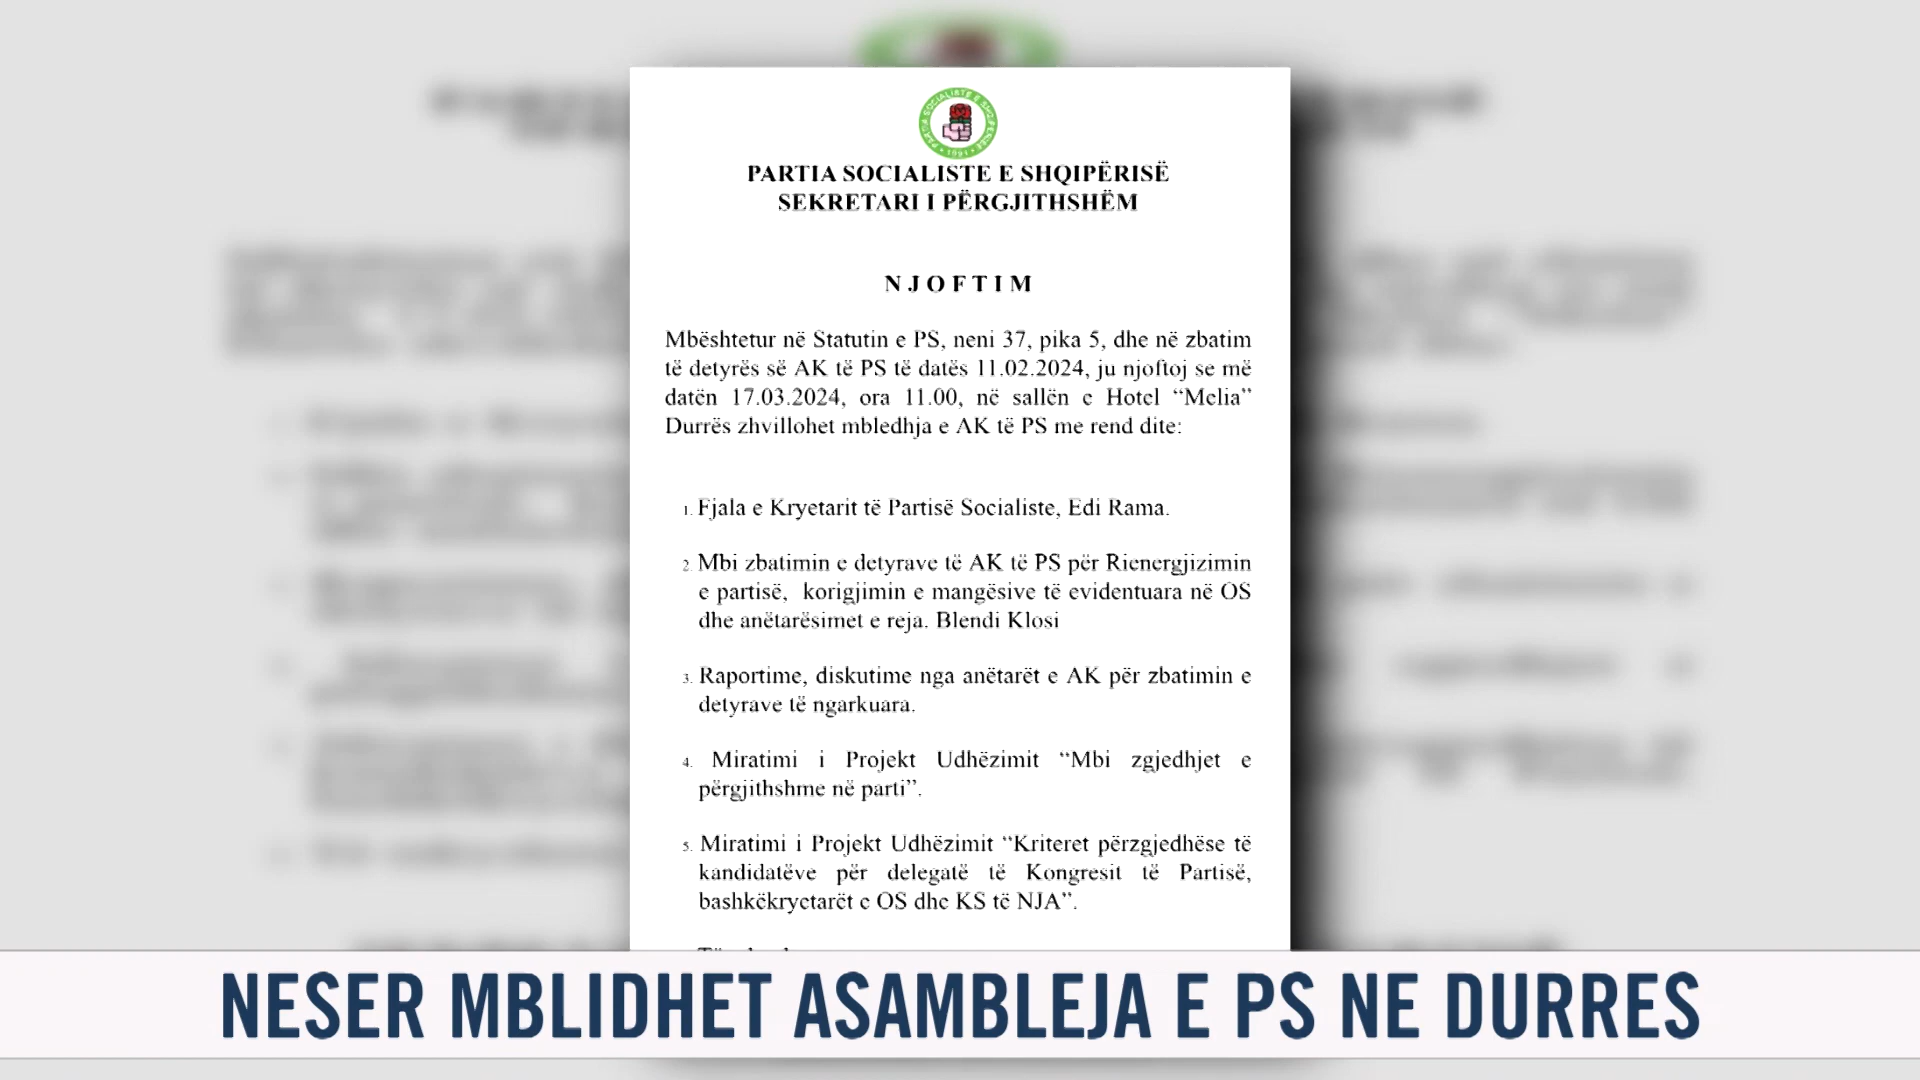 PARTIA SOCIALISTE E SHQIPËRISË
• 1991 •
PARTIA SOCIALISTE E SHQIPËRISË
SEKRETARI I PËRGJITHSHËM
N J O F T I M
Mbështetur në Statutin e PS, neni 37, pika 5, dhe në zbatim
të detyrës së AK të PS të datës 11.02.2024, ju njoftoj se më
datën 17.03.2024, ora 11.00, në sallën e Hotel “Melia”
Durrës zhvillohet mbledhja e AK të PS me rend dite:
1. Fjala e Kryetarit të Partisë Socialiste, Edi Rama.
2. Mbi zbatimin e detyrave të AK të PS për Rienergjizimin
e partisë, korigjimin e mangësive të evidentuara në OS
dhe anëtarësimet e reja. Blendi Klosi
3. Raportime, diskutime nga anëtarët e AK për zbatimin e
detyrave të ngarkuara.
4. Miratimi i Projekt Udhëzimit “Mbi zgjedhjet e
përgjithshme në parti”.
5. Miratimi i Projekt Udhëzimit “Kriteret përzgjedhëse të
kandidatëve për delegatë të Kongresit të Partisë,
bashkëkryetarët e OS dhe KS të NJA”.
NESER MBLIDHET ASAMBLEJA E PS NE DURRES